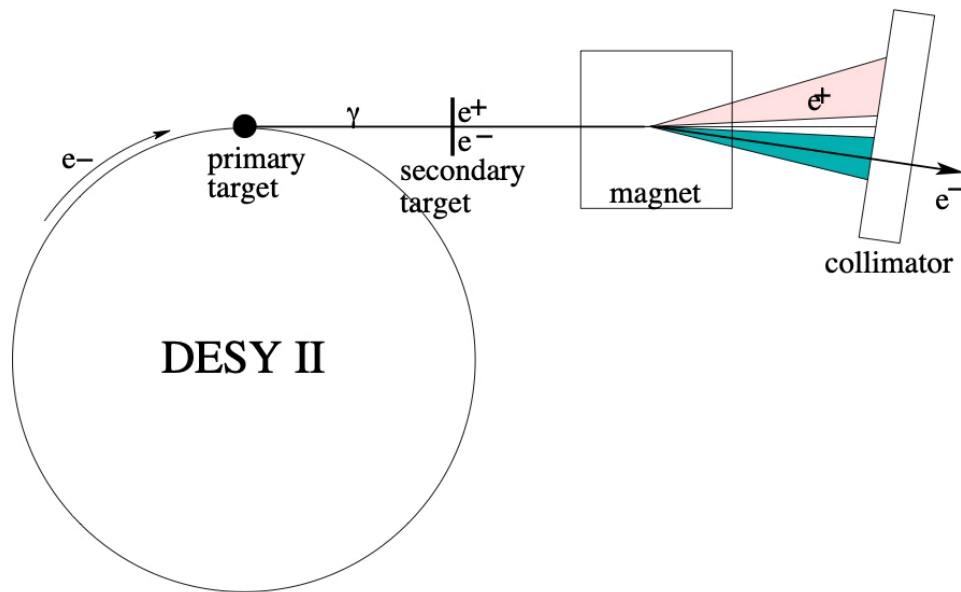 e−
primary
target
γ
e+
e−
secondary
target
magnet
e+
e−
collimator
DESY II